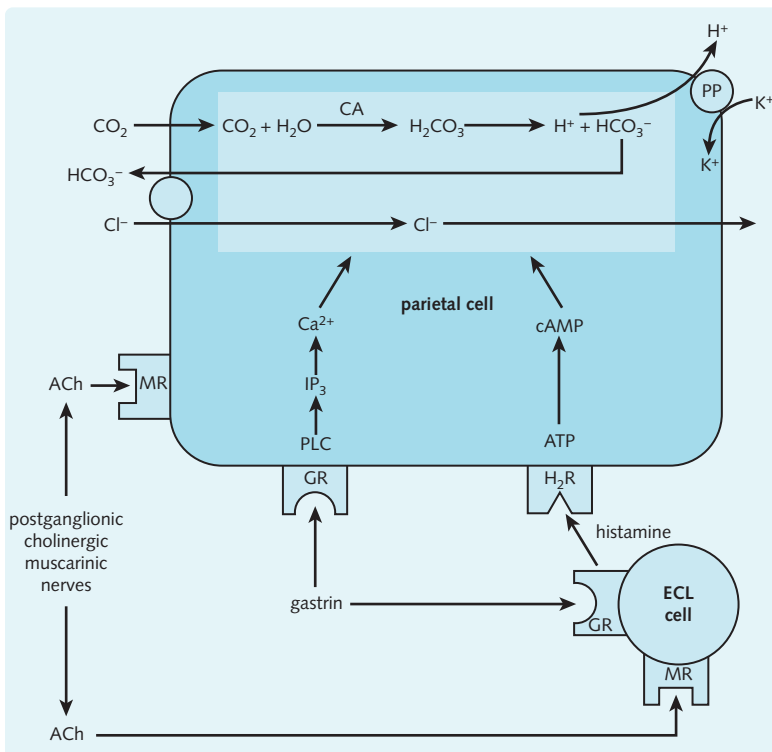 H⁺
PP
K⁺
CO₂
CO₂ + H₂O
CA
H₂CO₃
H⁺ + HCO₃⁻
K⁺
HCO₃⁻
Cl⁻
Cl⁻
parietal cell
Ca²⁺
cAMP
ACh
MR
IP₃
PLC
ATP
GR
H₂R
postganglionic
cholinergic
muscarinic
nerves
histamine
gastrin
ECL
cell
GR
MR
ACh